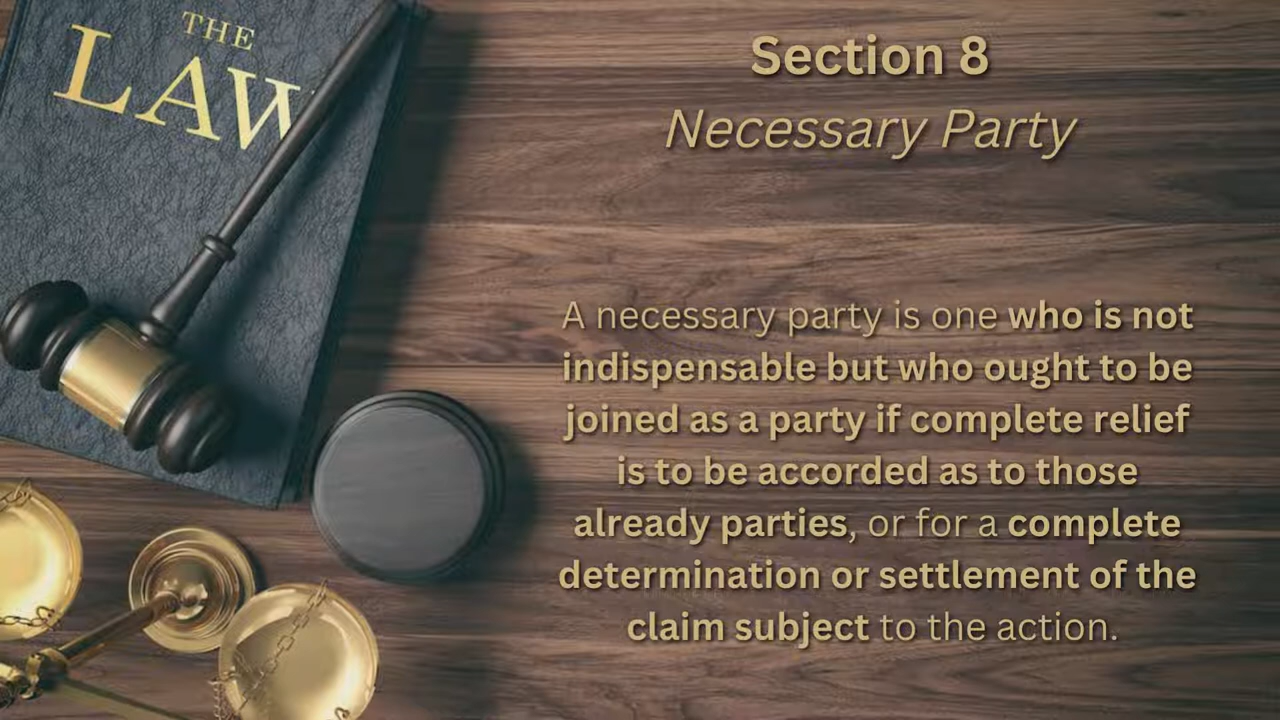 THE
LAW
Section 8
Necessary Party
A necessary party is one who is not
indispensable but who ought to be
joined as a party if complete relief
is to be accorded as to those
already parties, or for a complete
determination or settlement of the
claim subject to the action.